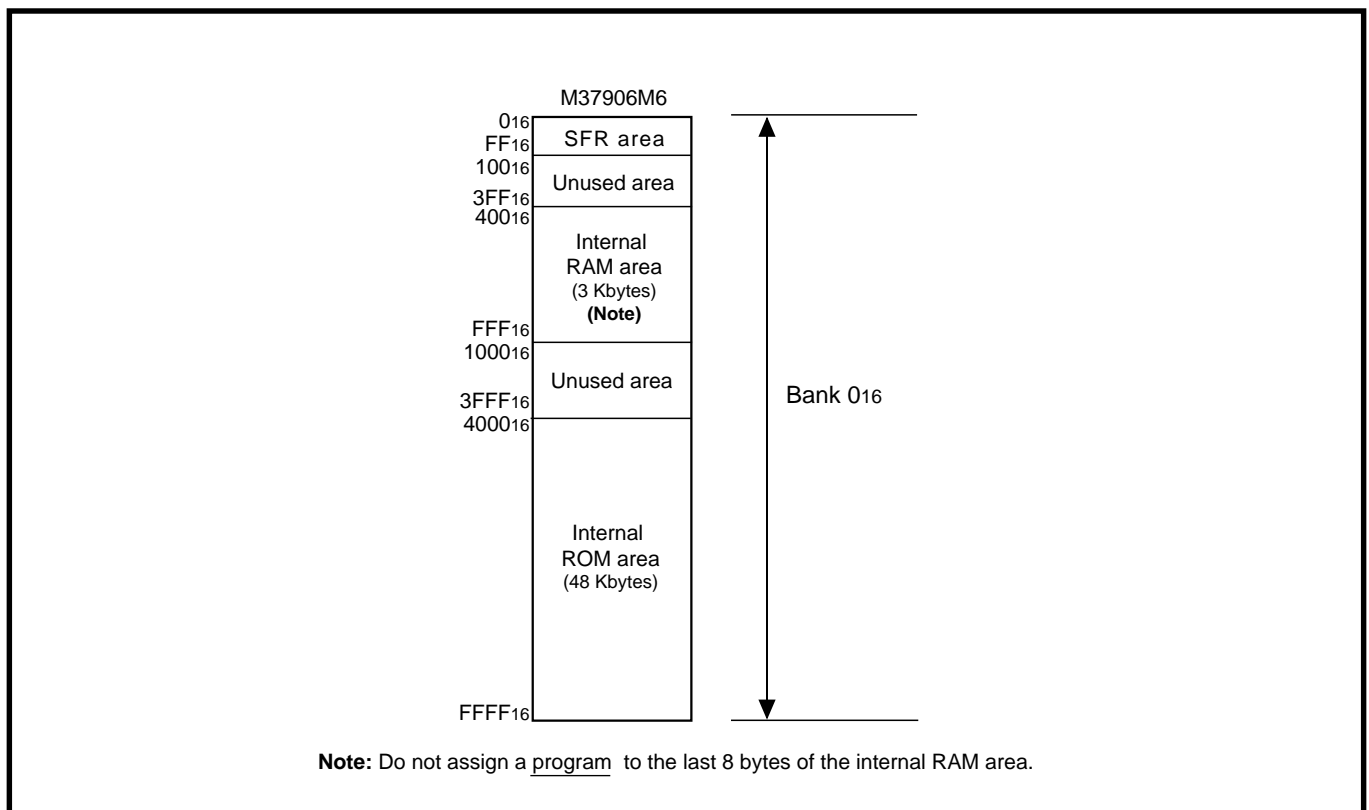 M37906M6
016
FF16
SFR area
10016
3FF16
Unused area
40016
Internal
RAM area
(3 Kbytes)
(Note)
FFF16
100016
Unused area
3FFF16
400016
Bank 016
Internal
ROM area
(48 Kbytes)
FFFF16
Note: Do not assign a program to the last 8 bytes of the internal RAM area.